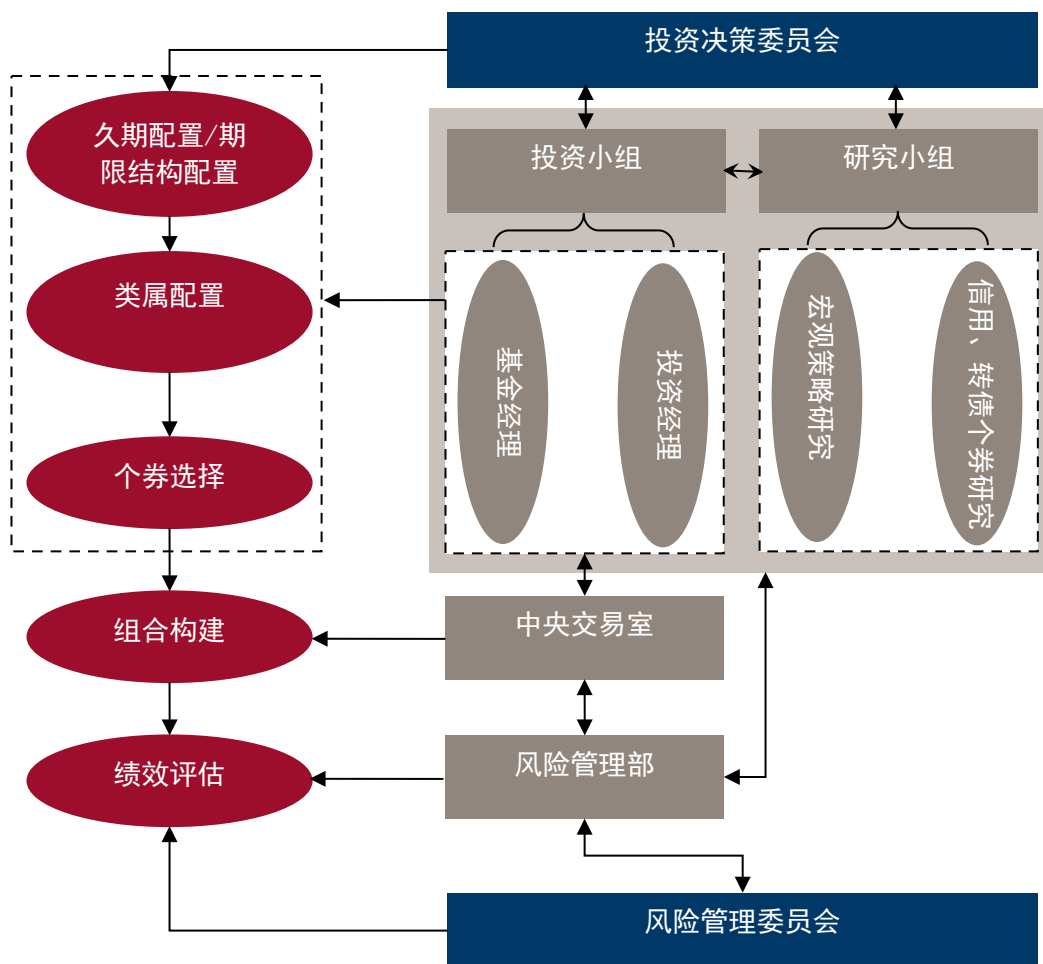 投资决策委员会
久期配置/期
限结构配置
投资小组
研究小组
类属配置
基金经理
投资经理
宏观策略研究
信用、转债个券研究
个券选择
组合构建
中央交易室
绩效评估
风险管理部
风险管理委员会